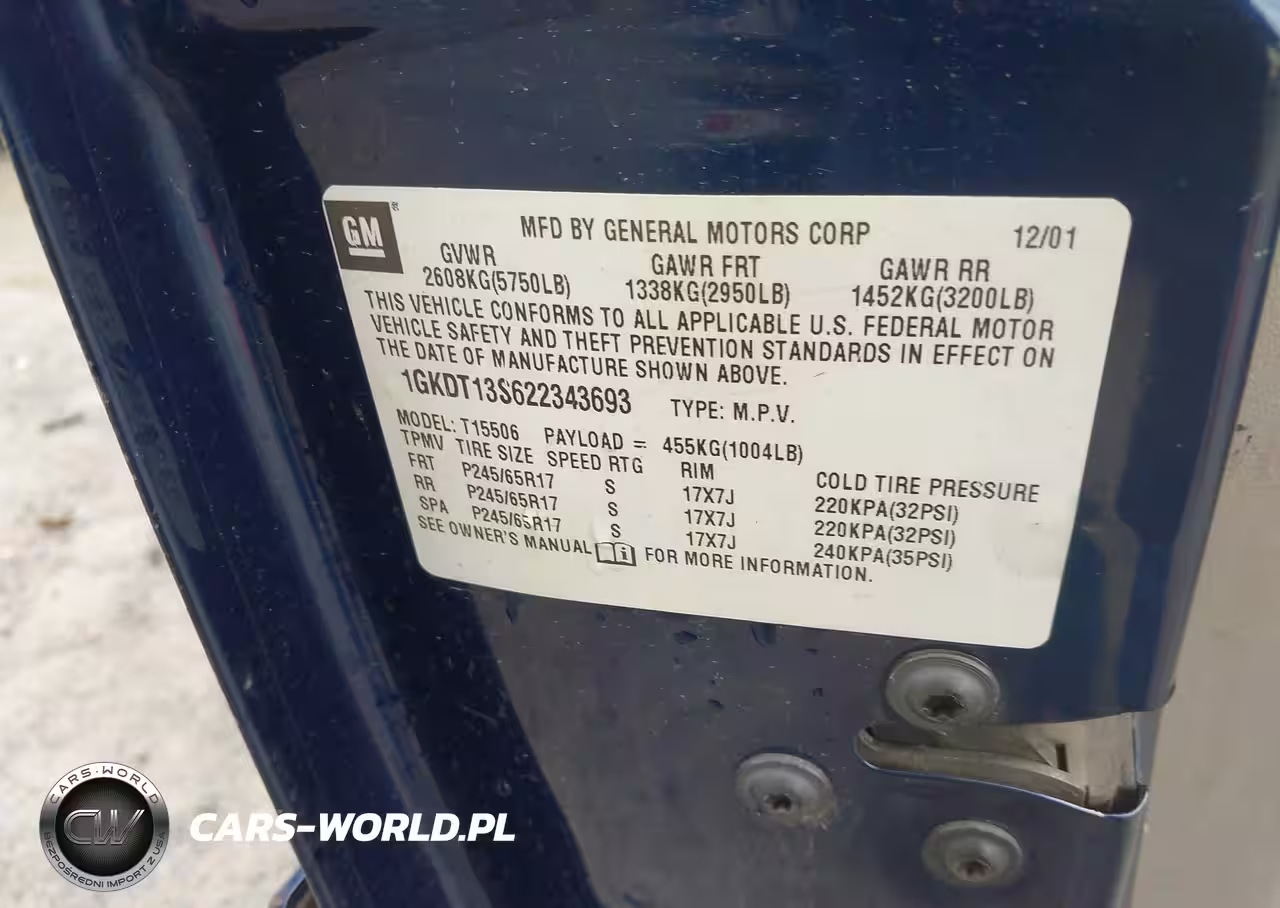 GM®
MFD BY GENERAL MOTORS CORP 12/01
GVWR GAWR FRT GAWR RR
2608KG(5750LB) 1338KG(2950LB) 1452KG(3200LB)
THIS VEHICLE CONFORMS TO ALL APPLICABLE U.S. FEDERAL MOTOR
VEHICLE SAFETY AND THEFT PREVENTION STANDARDS IN EFFECT ON
THE DATE OF MANUFACTURE SHOWN ABOVE.
1GKDT13S622343693 TYPE: M.P.V.
MODEL: T15506 PAYLOAD = 455KG(1004LB)
TPMV TIRE SIZE SPEED RTG RIM COLD TIRE PRESSURE
FRT P245/65R17 S 17X7J 220KPA(32PSI)
RR P245/65R17 S 17X7J 220KPA(32PSI)
SPA P245/65R17 S 17X7J 240KPA(35PSI)
SEE OWNER'S MANUAL i FOR MORE INFORMATION.
CARS-WORLD
CW
BEZPOŚREDNI IMPORT Z USA
CARS-WORLD.PL